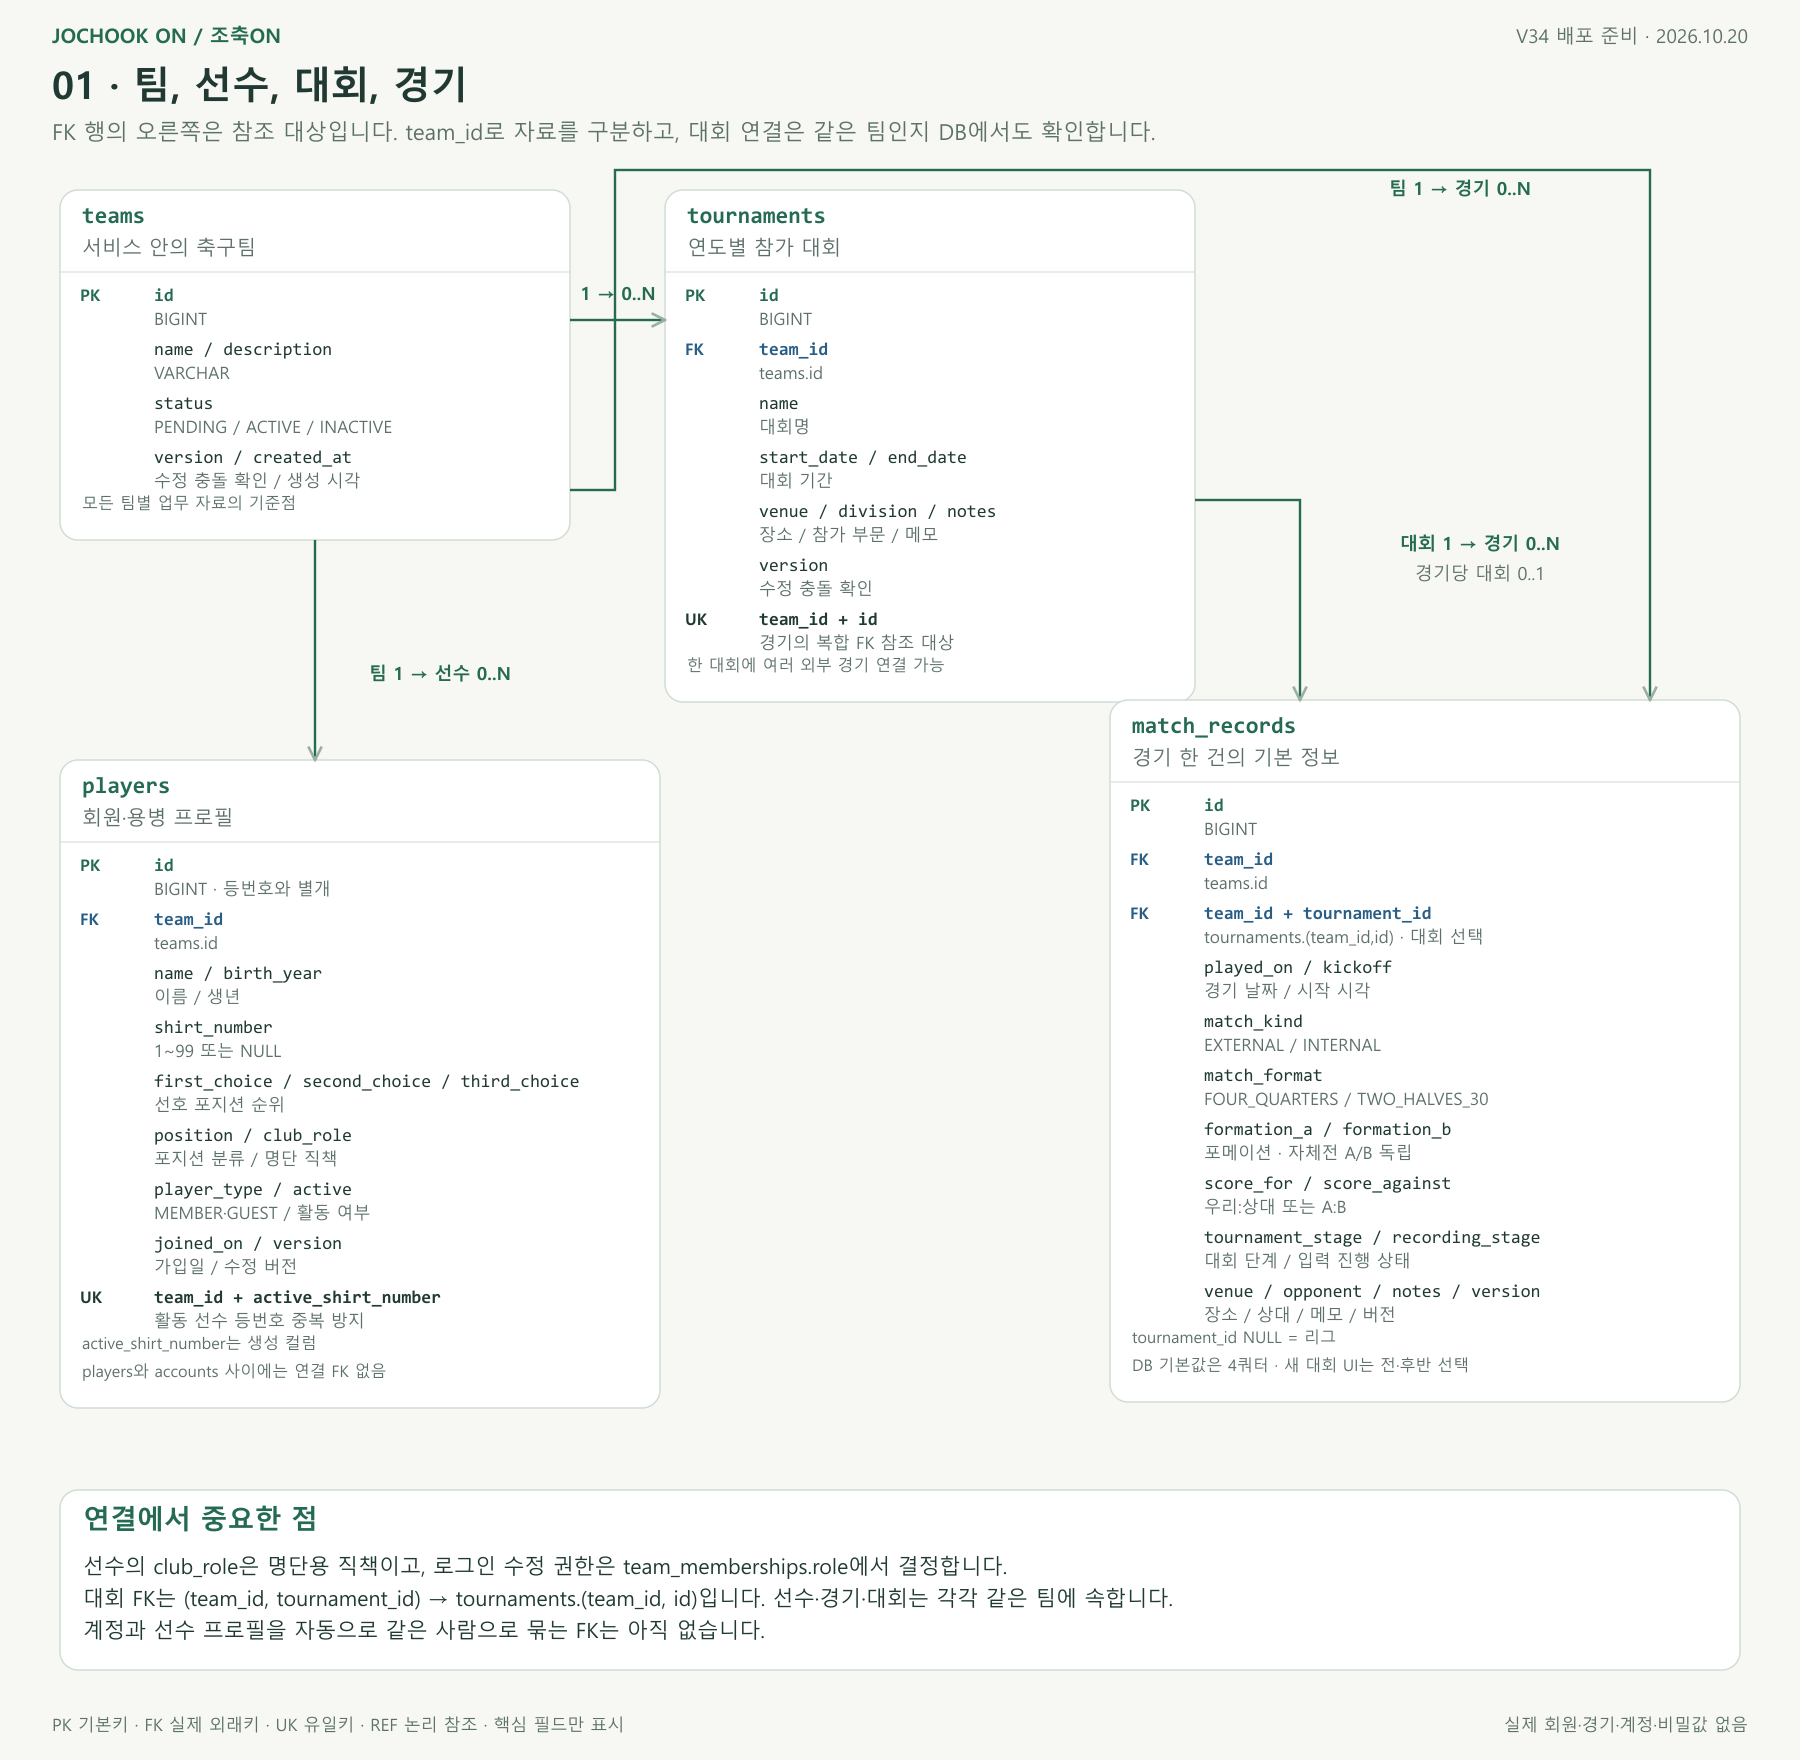 JOCHOOK ON / 조축ON
V34 배포 준비 · 2026.10.20
01 · 팀, 선수, 대회, 경기
FK 행의 오른쪽은 참조 대상입니다. team_id로 자료를 구분하고, 대회 연결은 같은 팀인지 DB에서도 확인합니다.
팀 1 → 경기 0..N
teams
서비스 안의 축구팀
PK id
BIGINT
name / description
VARCHAR
status
PENDING / ACTIVE / INACTIVE
version / created_at
수정 충돌 확인 / 생성 시각
모든 팀별 업무 자료의 기준점
1 → 0..N
tournaments
연도별 참가 대회
PK id
BIGINT
FK team_id
teams.id
name
대회명
start_date / end_date
대회 기간
venue / division / notes
장소 / 참가 부문 / 메모
version
수정 충돌 확인
UK team_id + id
경기의 복합 FK 참조 대상
한 대회에 여러 외부 경기 연결 가능
대회 1 → 경기 0..N
경기당 대회 0..1
팀 1 → 선수 0..N
players
회원·용병 프로필
PK id
BIGINT · 등번호와 별개
FK team_id
teams.id
name / birth_year
이름 / 생년
shirt_number
1~99 또는 NULL
first_choice / second_choice / third_choice
선호 포지션 순위
position / club_role
포지션 분류 / 명단 직책
player_type / active
MEMBER·GUEST / 활동 여부
joined_on / version
가입일 / 수정 버전
UK team_id + active_shirt_number
활동 선수 등번호 중복 방지
active_shirt_number는 생성 컬럼
players와 accounts 사이에는 연결 FK 없음
match_records
경기 한 건의 기본 정보
PK id
BIGINT
FK team_id
teams.id
FK team_id + tournament_id
tournaments.(team_id,id) · 대회 선택
played_on / kickoff
경기 날짜 / 시작 시각
match_kind
EXTERNAL / INTERNAL
match_format
FOUR_QUARTERS / TWO_HALVES_30
formation_a / formation_b
포메이션 · 자체전 A/B 독립
score_for / score_against
우리:상대 또는 A:B
tournament_stage / recording_stage
대회 단계 / 입력 진행 상태
venue / opponent / notes / version
장소 / 상대 / 메모 / 버전
tournament_id NULL = 리그
DB 기본값은 4쿼터 · 새 대회 UI는 전·후반 선택
연결에서 중요한 점
선수의 club_role은 명단용 직책이고, 로그인 수정 권한은 team_memberships.role에서 결정합니다.
대회 FK는 (team_id, tournament_id) → tournaments.(team_id, id)입니다. 선수·경기·대회는 각각 같은 팀에 속합니다.
계정과 선수 프로필을 자동으로 같은 사람으로 묶는 FK는 아직 없습니다.
PK 기본키 · FK 실제 외래키 · UK 유일키 · REF 논리 참조 · 핵심 필드만 표시
실제 회원·경기·계정·비밀값 없음